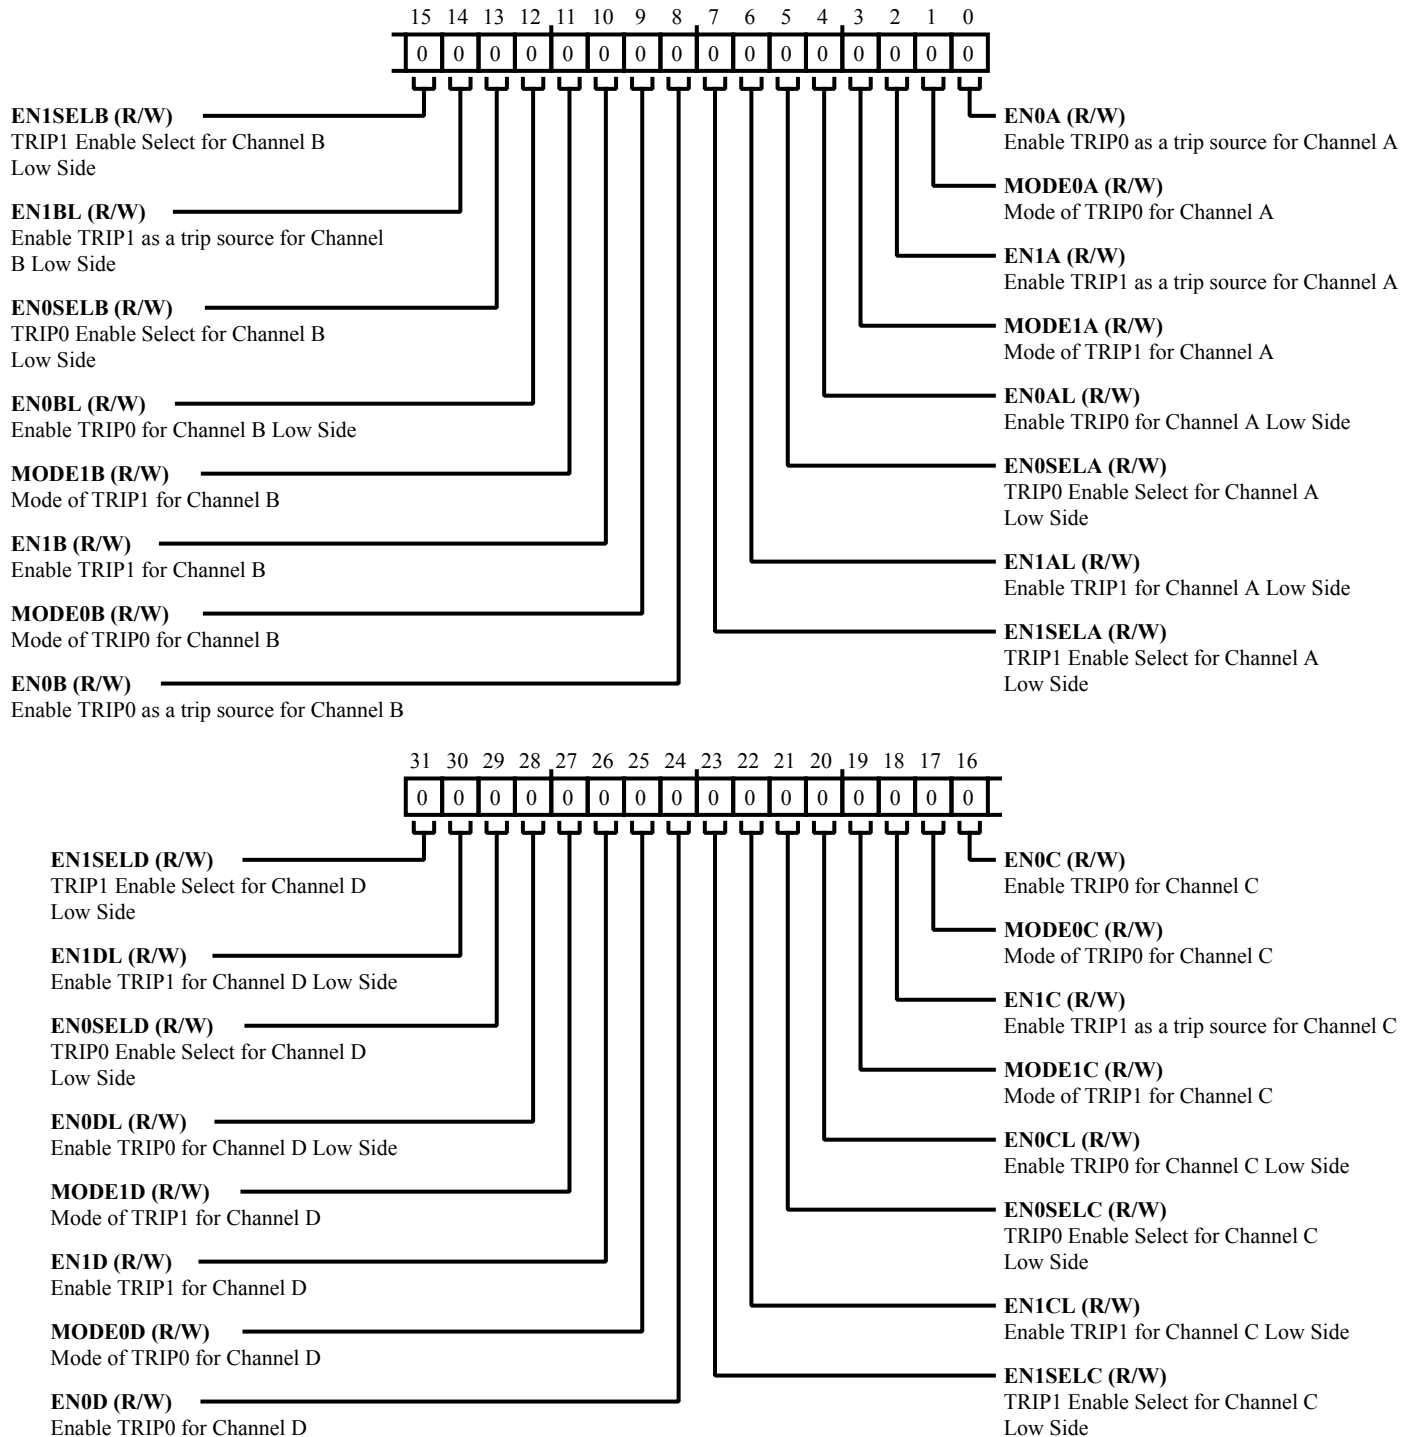 15 14 13 12 11 10 9 8 7 6 5 4 3 2 1 0
0 0 0 0 0 0 0 0 0 0 0 0 0 0 0 0
EN1SELB (R/W)
TRIP1 Enable Select for Channel B
Low Side
EN1BL (R/W)
Enable TRIP1 as a trip source for Channel
B Low Side
EN0SELB (R/W)
TRIP0 Enable Select for Channel B
Low Side
EN0BL (R/W)
Enable TRIP0 for Channel B Low Side
MODE1B (R/W)
Mode of TRIP1 for Channel B
EN1B (R/W)
Enable TRIP1 for Channel B
MODE0B (R/W)
Mode of TRIP0 for Channel B
EN0B (R/W)
Enable TRIP0 as a trip source for Channel B
EN0A (R/W)
Enable TRIP0 as a trip source for Channel A
MODE0A (R/W)
Mode of TRIP0 for Channel A
EN1A (R/W)
Enable TRIP1 as a trip source for Channel A
MODE1A (R/W)
Mode of TRIP1 for Channel A
EN0AL (R/W)
Enable TRIP0 for Channel A Low Side
EN0SELA (R/W)
TRIP0 Enable Select for Channel A
Low Side
EN1AL (R/W)
Enable TRIP1 for Channel A Low Side
EN1SELA (R/W)
TRIP1 Enable Select for Channel A
Low Side
31 30 29 28 27 26 25 24 23 22 21 20 19 18 17 16
0 0 0 0 0 0 0 0 0 0 0 0 0 0 0 0
EN1SELD (R/W)
TRIP1 Enable Select for Channel D
Low Side
EN1DL (R/W)
Enable TRIP1 for Channel D Low Side
EN0SELD (R/W)
TRIP0 Enable Select for Channel D
Low Side
EN0DL (R/W)
Enable TRIP0 for Channel D Low Side
MODE1D (R/W)
Mode of TRIP1 for Channel D
EN1D (R/W)
Enable TRIP1 for Channel D
MODE0D (R/W)
Mode of TRIP0 for Channel D
EN0D (R/W)
Enable TRIP0 for Channel D
EN0C (R/W)
Enable TRIP0 for Channel C
MODE0C (R/W)
Mode of TRIP0 for Channel C
EN1C (R/W)
Enable TRIP1 as a trip source for Channel C
MODE1C (R/W)
Mode of TRIP1 for Channel C
EN0CL (R/W)
Enable TRIP0 for Channel C Low Side
EN0SELC (R/W)
TRIP0 Enable Select for Channel C
Low Side
EN1CL (R/W)
Enable TRIP1 for Channel C Low Side
EN1SELC (R/W)
TRIP1 Enable Select for Channel C
Low Side